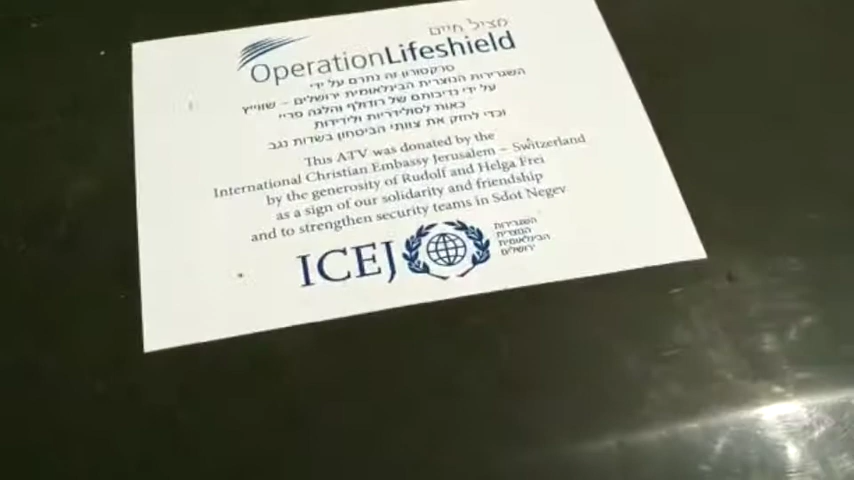 מציל חיים
OperationLifeshield
טרקטורון זה נתרם על ידי
השגרירות הנוצרית הבינלאומית ירושלים – שווייץ
על ידי נדיבותם של רודולף והלגה פריי
כאות לסולידריות ולידידות
וכדי לחזק את צוותי הביטחון בשדות נגב
This ATV was donated by the
International Christian Embassy Jerusalem – Switzerland
by the generosity of Rudolf and Helga Frei
as a sign of our solidarity and friendship
and to strengthen security teams in Sdot Negev
ICEJ
השגרירות
הנוצרית
הבינלאומית
ירושלים